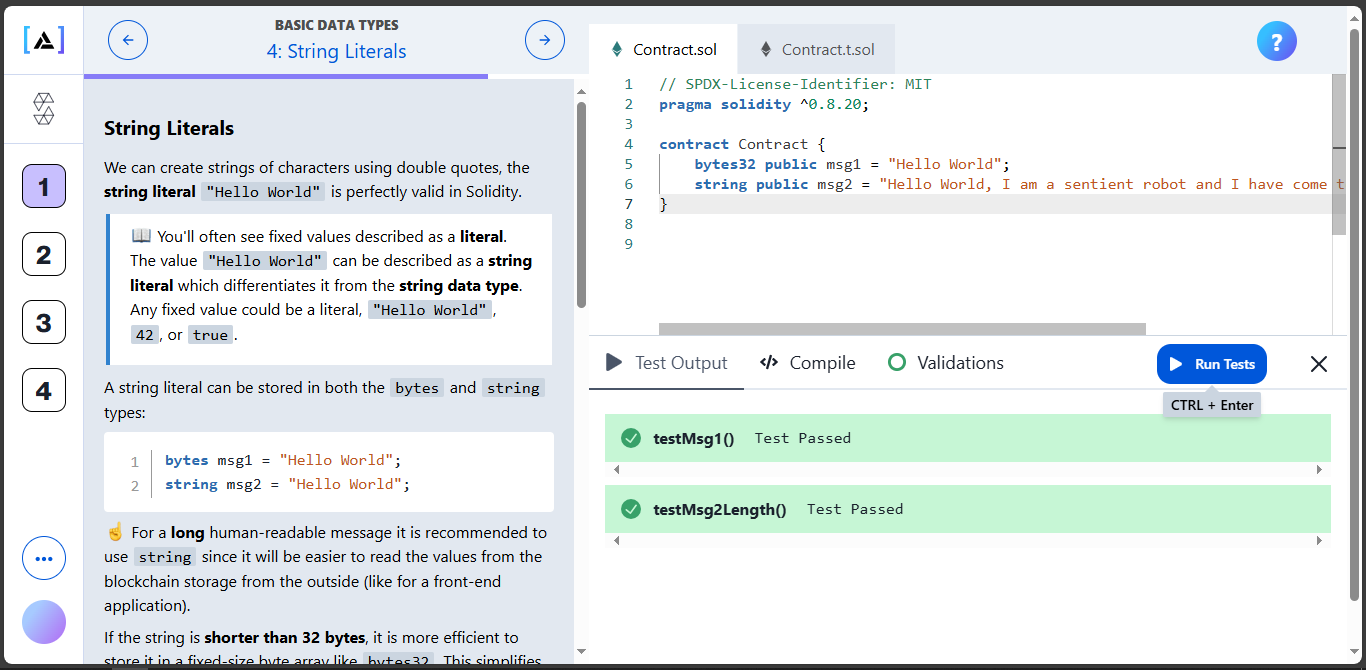 BASIC DATA TYPES
4: String Literals
1
2
3
4
String Literals
We can create strings of characters using double quotes, the
string literal "Hello World" is perfectly valid in Solidity.
📖 You'll often see fixed values described as a literal.
The value "Hello World" can be described as a string
literal which differentiates it from the string data type.
Any fixed value could be a literal, "Hello World",
42, or true.
A string literal can be stored in both the bytes and string
types:
1 bytes msg1 = "Hello World";
2 string msg2 = "Hello World";
☝️ For a long human-readable message it is recommended to
use string since it will be easier to read the values from the
blockchain storage from the outside (like for a front-end
application).
If the string is shorter than 32 bytes, it is more efficient to
store it in a fixed-size byte array like bytes32. This simplifies
Contract.sol
Contract.t.sol
?
1 // SPDX-License-Identifier: MIT
2 pragma solidity ^0.8.20;
3
4 contract Contract {
5 bytes32 public msg1 = "Hello World";
6 string public msg2 = "Hello World, I am a sentient robot and I have come t
7 }
8
9
Test Output
</> Compile
Validations
Run Tests
CTRL + Enter
testMsg1() Test Passed
testMsg2Length() Test Passed